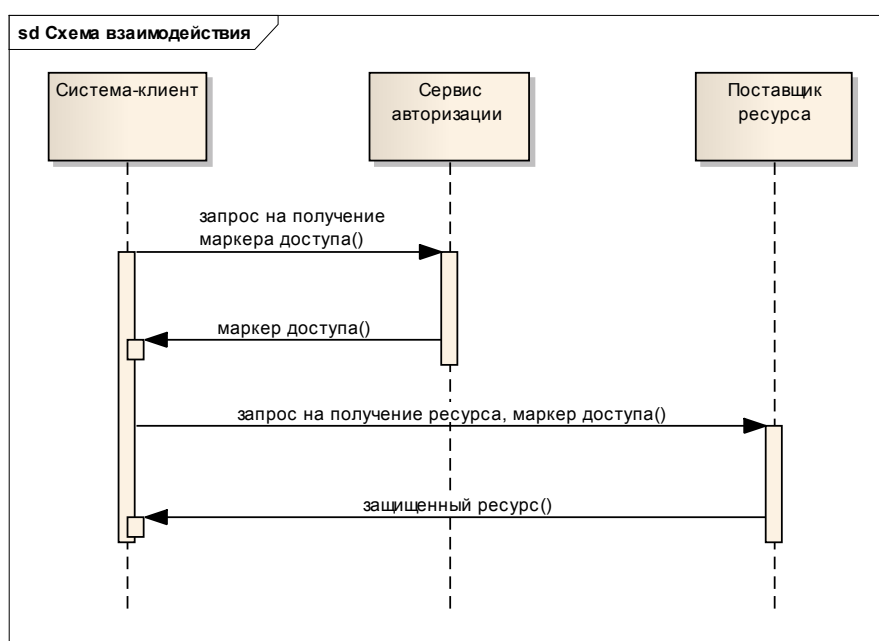 sd Схема взаимодействия
Система-клиент
Сервис
авторизации
Поставщик
ресурса
запрос на получение
маркера доступа()
маркер доступа()
запрос на получение ресурса, маркер доступа()
защищенный ресурс()